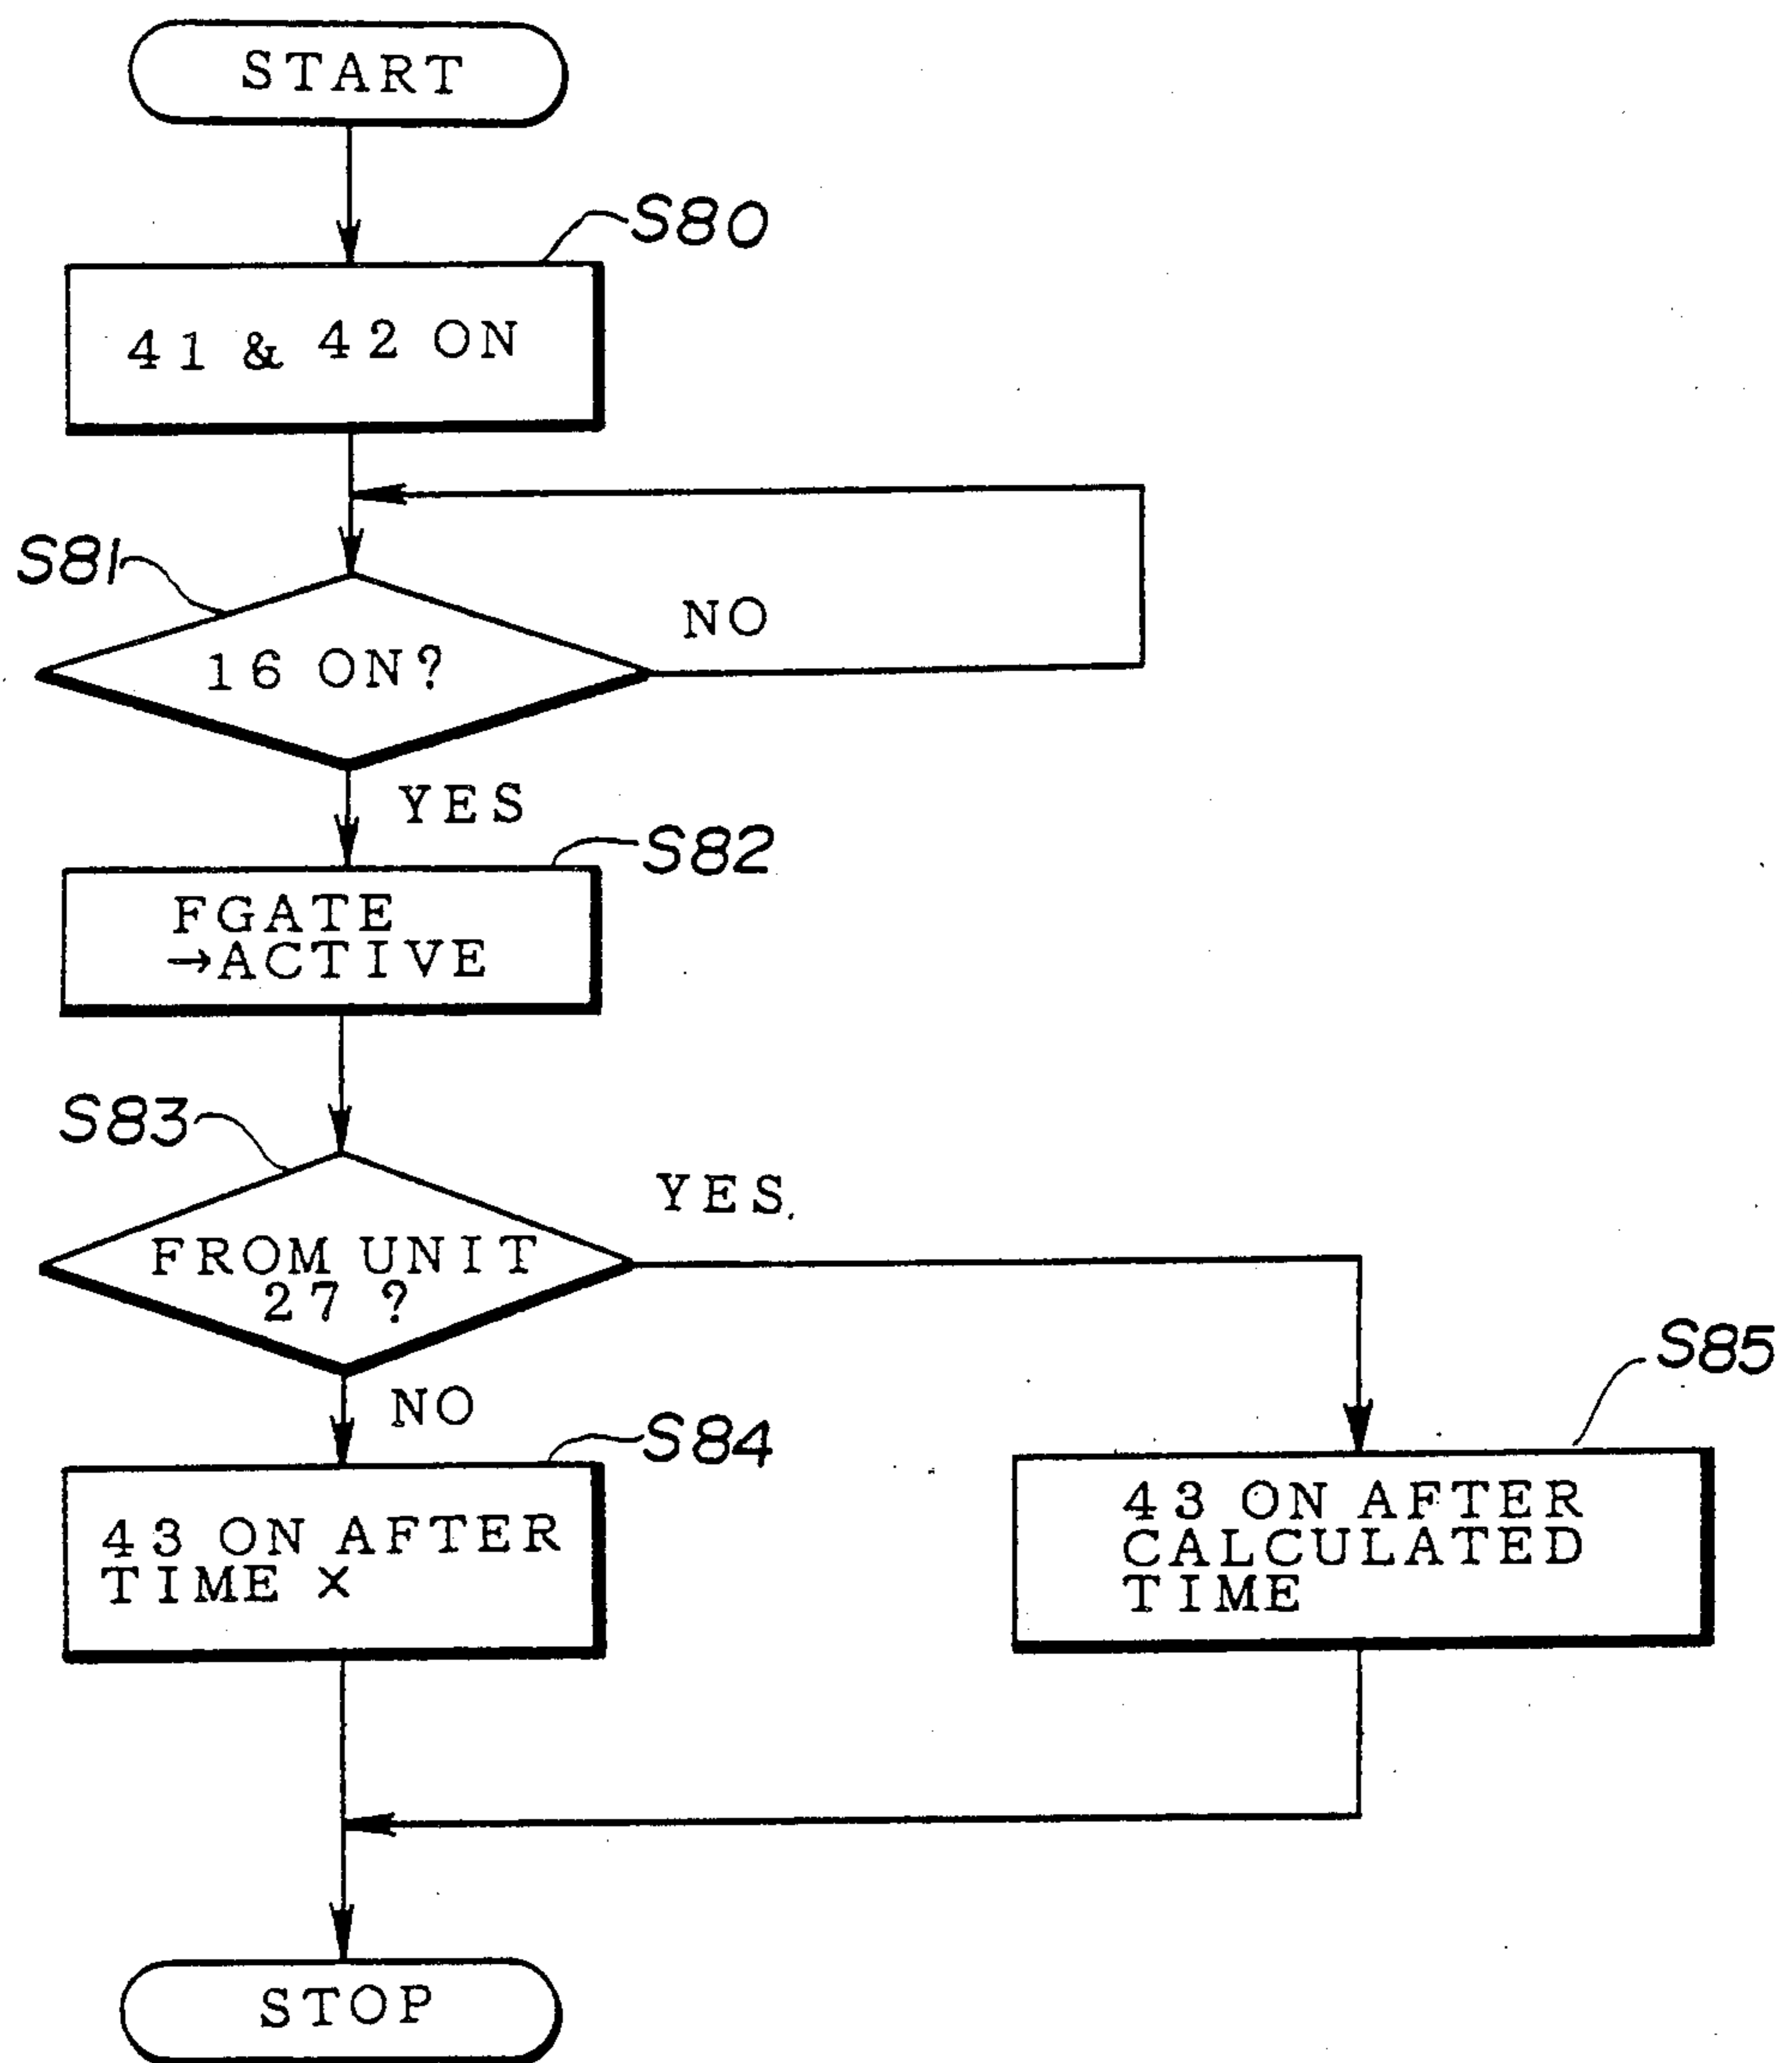 START
S80
41 & 42 ON
S81
16 ON?
NO
YES
S82
FGATE
→ACTIVE
S83
FROM UNIT
27 ?
YES
NO
S84
43 ON AFTER
TIME X
S85
43 ON AFTER
CALCULATED
TIME
STOP